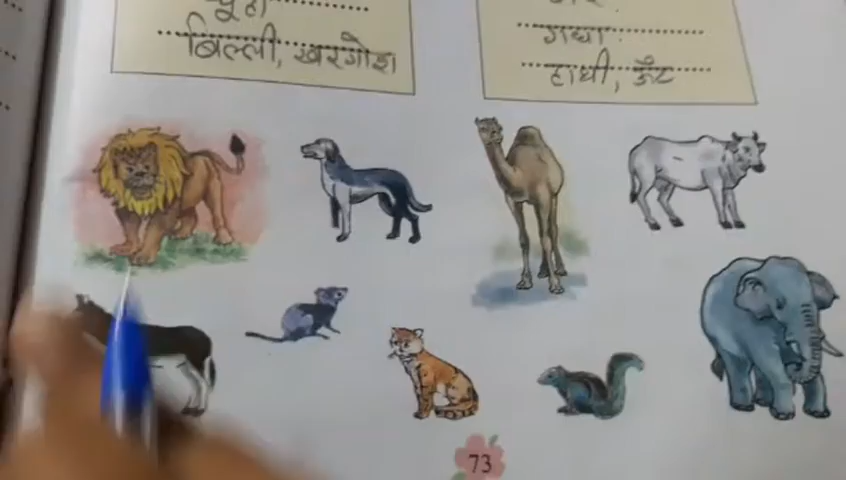 चूहा
शेर
बिल्ली, खरगोश
गधा
हाथी, ऊँट
73